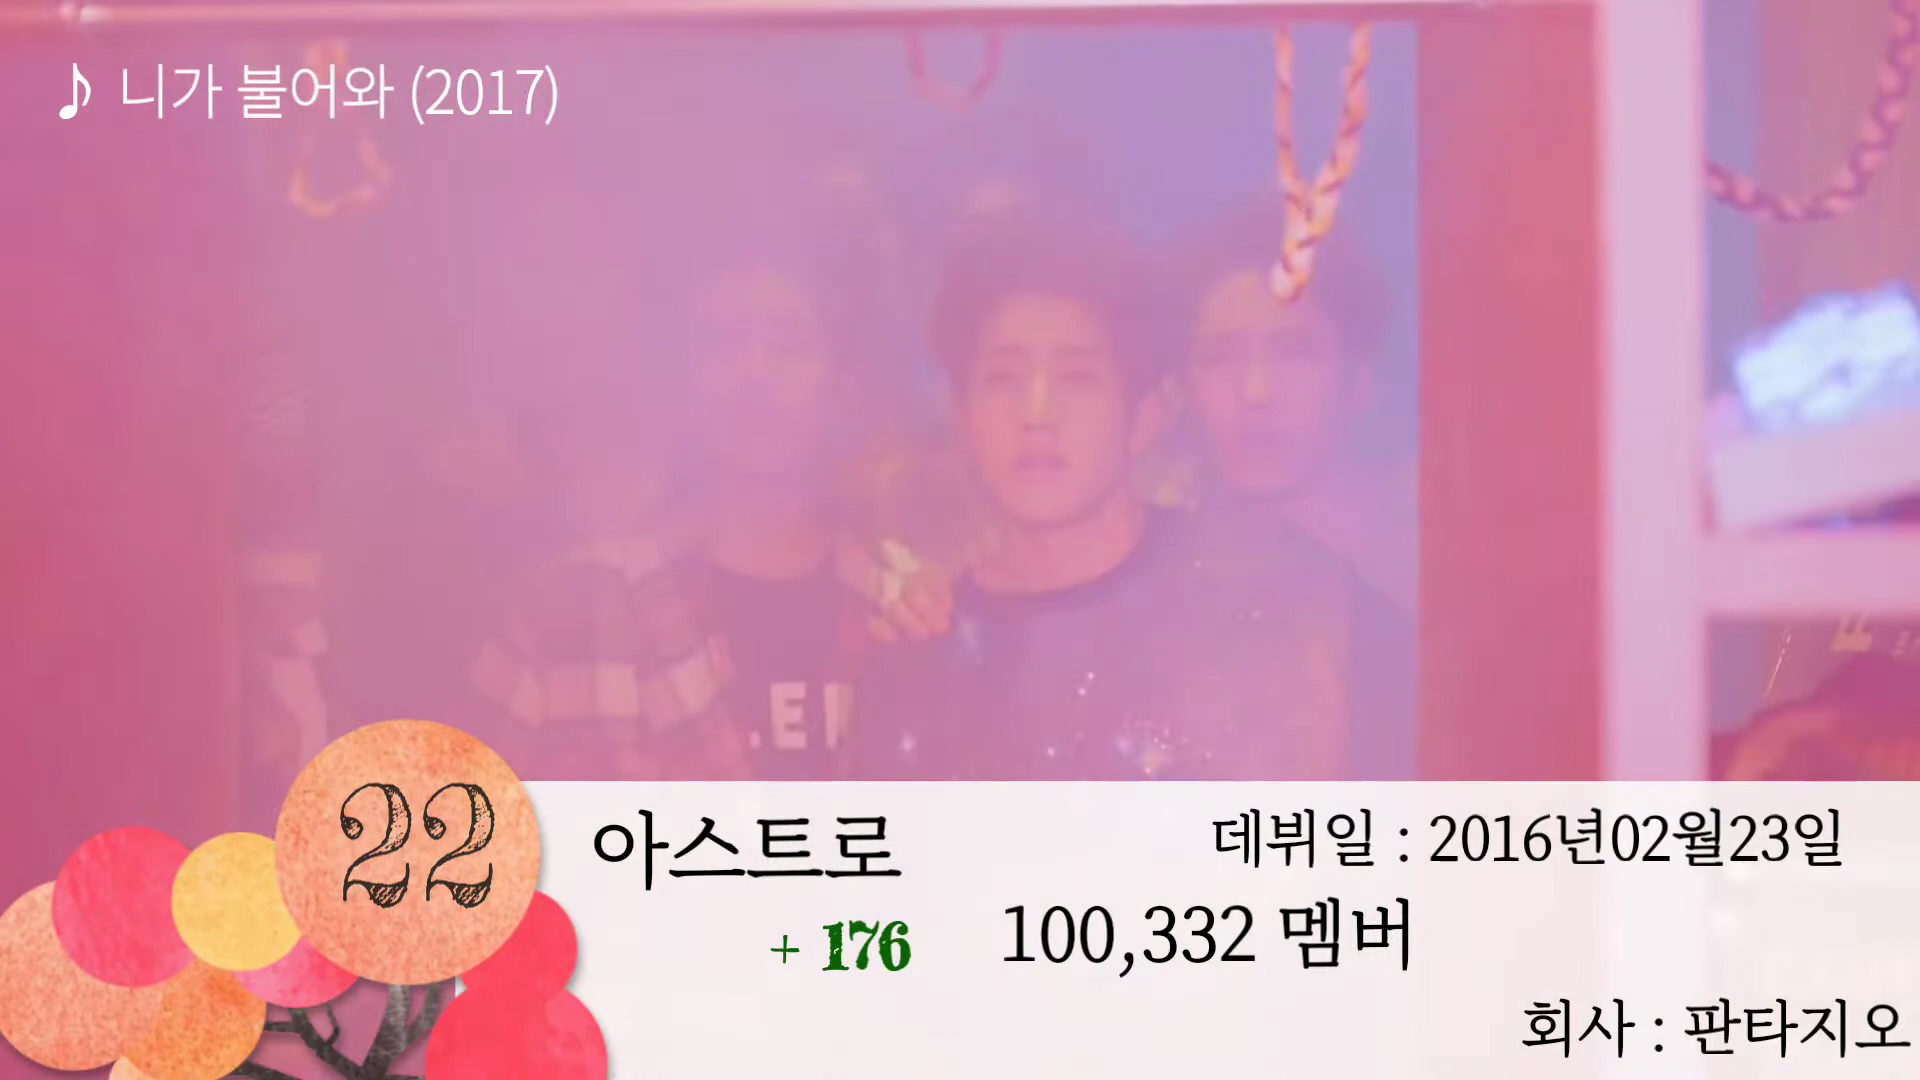 ♪ 니가 불어와 (2017)
.EI
22
아스트로
데뷔일 : 2016년02월23일
+ 176
100,332 멤버
회사 : 판타지오